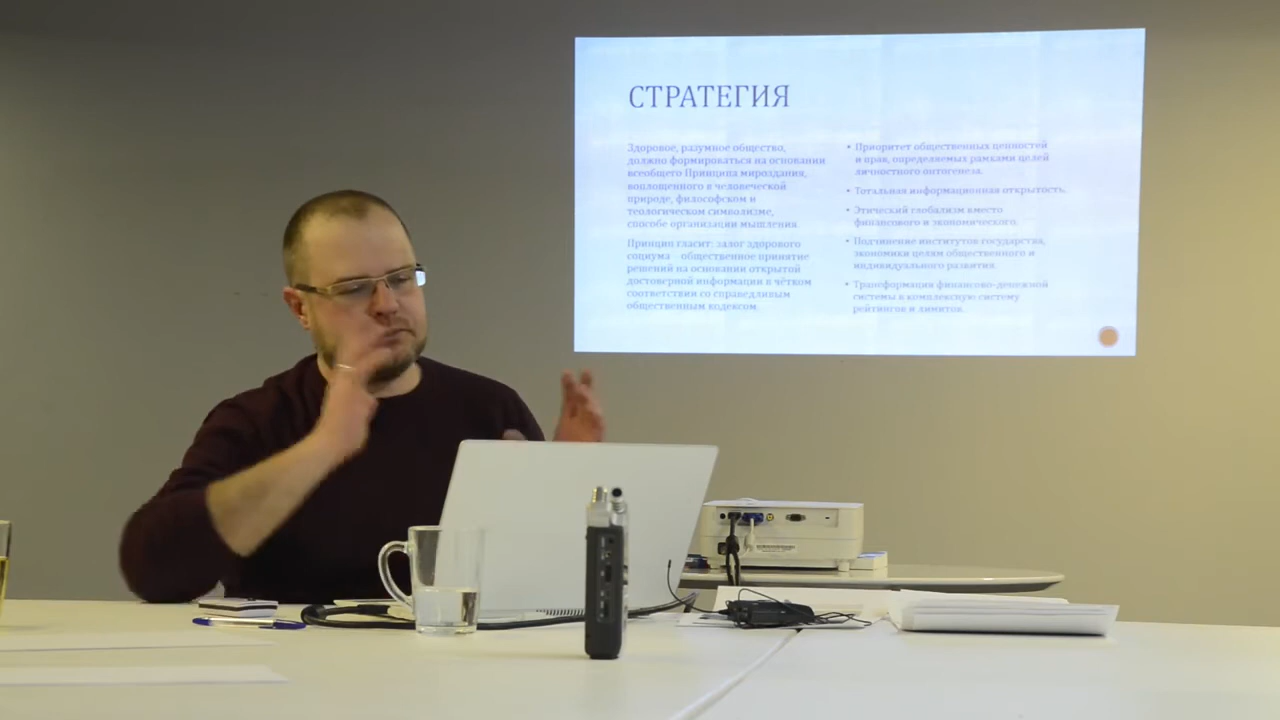 СТРАТЕГИЯ
Здоровое, разумное общество,
должно формироваться на основании
всеобщего Принципа мироздания,
воплощенного в человеческой
природе, философском и
теологическом символизме,
способе организации мышления.
Принцип гласит: залог здорового
социума – общественное принятие
решений на основании открытой
достоверной информации в чётком
соответствии со справедливым
общественным кодексом.
• Приоритет общественных ценностей
и прав, определяемых рамками целей
личностного онтогенеза.
• Тотальная информационная открытость.
• Этический глобализм вместо
финансового и экономического.
• Подчинение институтов государства,
экономики целям общественного и
индивидуального развития.
• Трансформация финансово-денежной
системы в комплексную систему
рейтингов и лимитов.